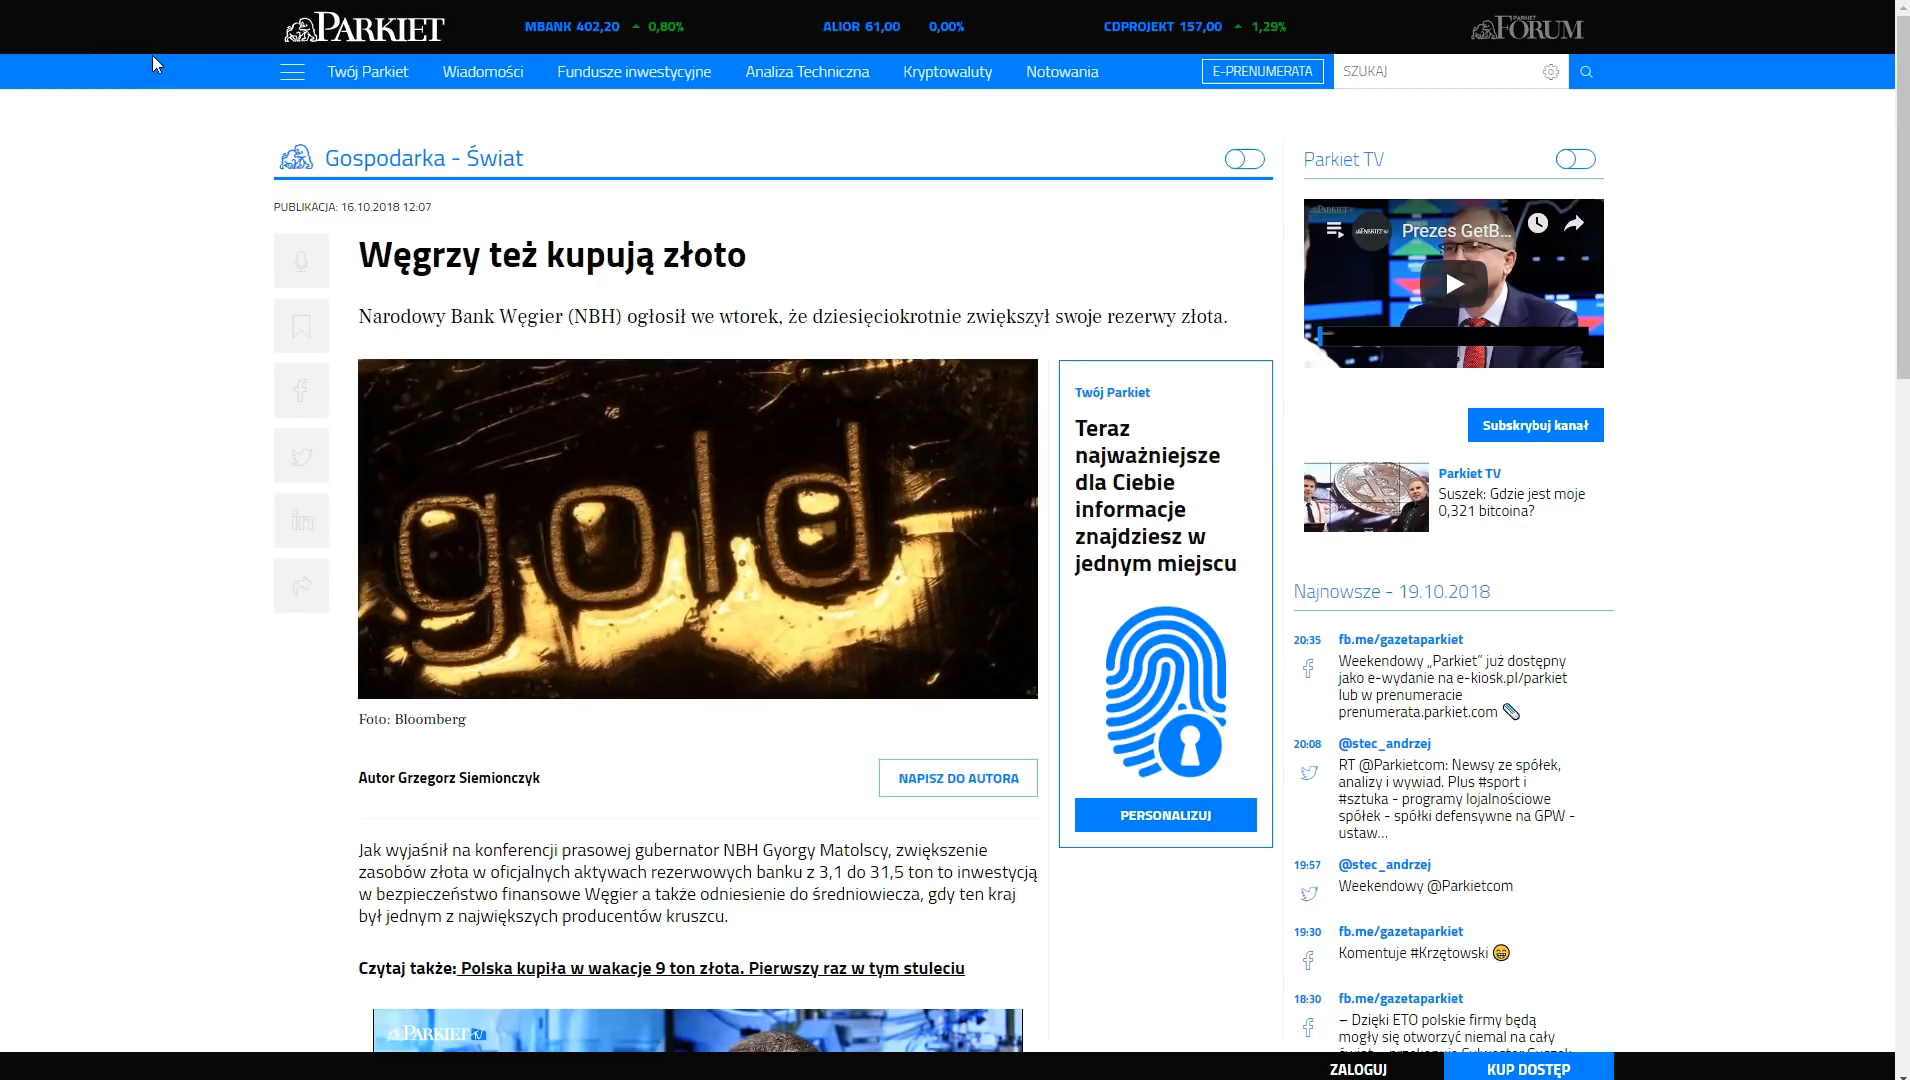 PARKIET
MBANK 402,20 0,80%
ALIOR 61,00 0,00%
CDPROJEKT 157,00 1,29%
PARKIET
FORUM
Twój Parkiet
Wiadomości
Fundusze inwestycyjne
Analiza Techniczna
Kryptowaluty
Notowania
E-PRENUMERATA
SZUKAJ
Gospodarka - Świat
PUBLIKACJA: 16.10.2018 12:07
Węgrzy też kupują złoto
Narodowy Bank Węgier (NBH) ogłosił we wtorek, że dziesięciokrotnie zwiększył swoje rezerwy złota.
gold
Foto: Bloomberg
Autor Grzegorz Siemionczyk
NAPISZ DO AUTORA
Jak wyjaśnił na konferencji prasowej gubernator NBH Gyorgy Matolscy, zwiększenie
zasobów złota w oficjalnych aktywach rezerwowych banku z 3,1 do 31,5 ton to inwestycją
w bezpieczeństwo finansowe Węgier a także odniesienie do średniowiecza, gdy ten kraj
był jednym z największych producentów kruszcu.
Czytaj także: Polska kupiła w wakacje 9 ton złota. Pierwszy raz w tym stuleciu
PARKIET TV
Twój Parkiet
Teraz
najważniejsze
dla Ciebie
informacje
znajdziesz w
jednym miejscu
PERSONALIZUJ
Parkiet TV
PARKIET
PARKIET TV
Prezes GetB...
Subskrybuj kanał
Parkiet TV
Suszek: Gdzie jest moje
0,321 bitcoina?
Najnowsze - 19.10.2018
20:35 fb.me/gazetaparkiet
Weekendowy „Parkiet” już dostępny
jako e-wydanie na e-kiosk.pl/parkiet
lub w prenumeracie
prenumerata.parkiet.com
20:08 @stec_andrzej
RT @Parkietcom: Newsy ze spółek,
analizy i wywiad. Plus #sport i
#sztuka - programy lojalnościowe
spółek - spółki defensywne na GPW -
ustaw...
19:57 @stec_andrzej
Weekendowy @Parkietcom
19:30 fb.me/gazetaparkiet
Komentuje #Krzętowski
18:30 fb.me/gazetaparkiet
– Dzięki ETO polskie firmy będą
mogły się otworzyć niemal na cały
ZALOGUJ
KUP DOSTĘP